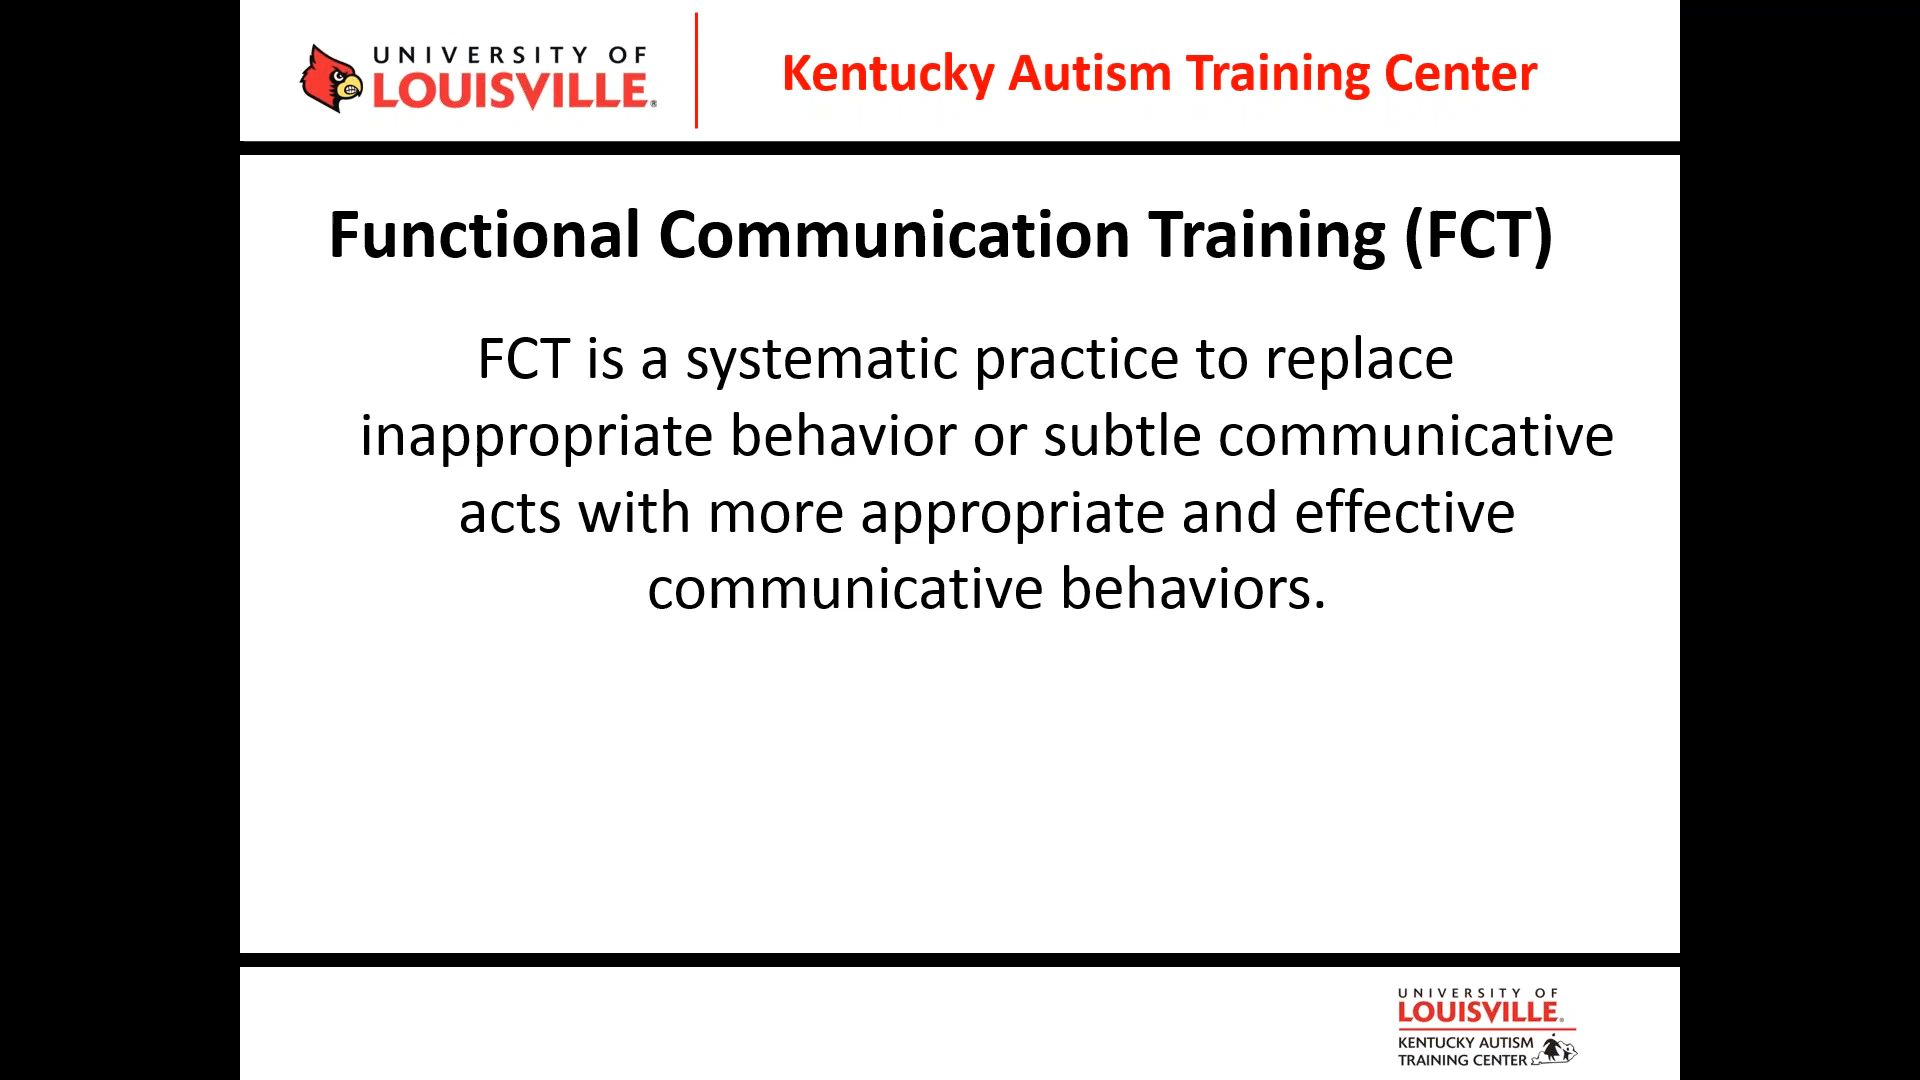 UNIVERSITY OF
LOUISVILLE®
Kentucky Autism Training Center
Functional Communication Training (FCT)
FCT is a systematic practice to replace
inappropriate behavior or subtle communicative
acts with more appropriate and effective
communicative behaviors.
UNIVERSITY OF
LOUISVILLE®
KENTUCKY AUTISM
TRAINING CENTER